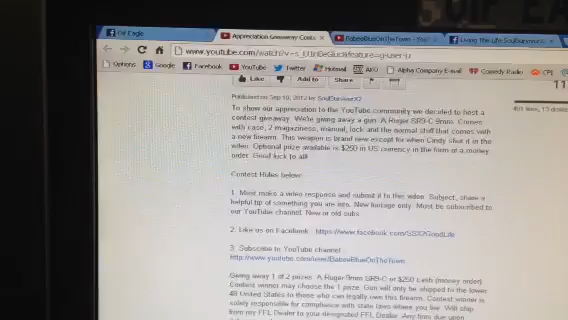 Appreciation Giveaway Contes
BabeeBlueOnTheTown - YouT
Living The Life SoulSurvivors
www.youtube.com/watch?v=
Options Google Facebook YouTube Twitter Hotmail AKO Alpha Company E-mail Comedy Radio CPI
Like Add to Share
Published on Sep 10, 2012 by
To show our appreciation to the YouTube community we decided to host a
contest giveaway. We're giving away a gun. A Ruger SR9-C 9mm. Comes
with case, 2 magazines, manual, lock and the normal stuff that comes with
a new firearm. This weapon is brand new except for when Candy shot it in the
video. Optional prize available is $250 in US currency in the form of a money
order. Good luck to all!
Contest Rules below:
1. Must make a video response and submit it to this video. Subject, share a
helpful tip of something you are into. New footage only. Must be subscribed to
our YouTube channel. New or old subs.
2. Like us on Facebook - https://www.facebook.com/SSX2GoodLife
3. Subscribe to YouTube channel -
http://www.youtube.com/user/BabeeBlueOnTheTown
Giving away 1 of 2 prizes. A Ruger 9mm SR9-C or $250 cash (money order)
Contest winner may choose the 1 prize. Gun will only be shipped to the lower
48 United States to those who can legally own this firearm. Contest winner is
solely responsible for compliance with state laws where you live. Will ship
from my FFL Dealer to your designated FFL Dealer. Any fees due upon